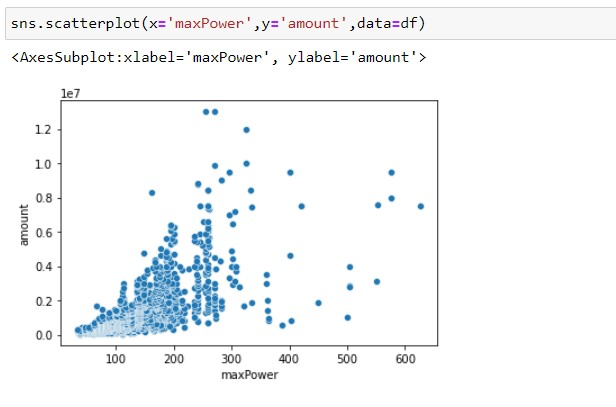 sns.scatterplot(x='maxPower',y='amount',data=df)
<AxesSubplot:xlabel='maxPower', ylabel='amount'>
1e7
1.2
1.0
0.8
0.6
0.4
0.2
0.0
amount
100 200 300 400 500 600
maxPower